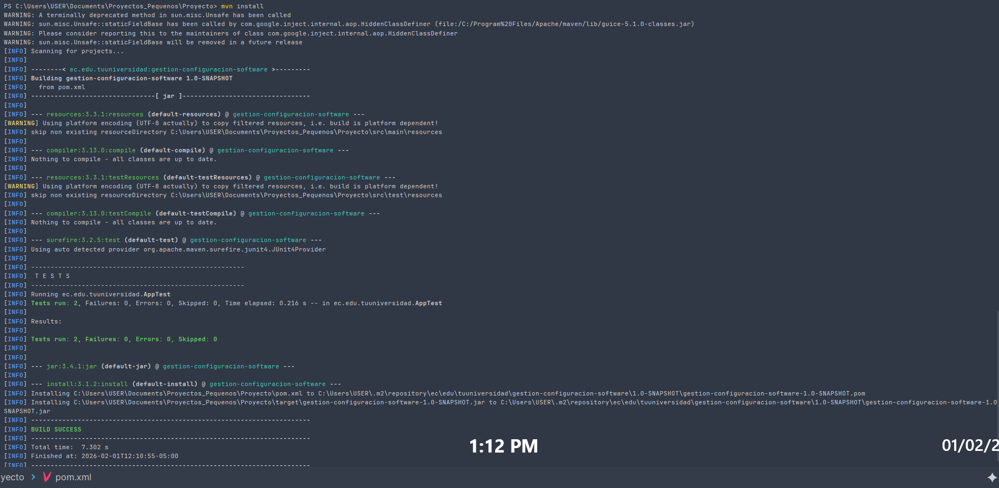 PS C:\Users\USER\Documents\Proyectos_Pequenos\Proyecto> mvn install
WARNING: A terminally deprecated method in sun.misc.Unsafe has been called
WARNING: sun.misc.Unsafe::staticFieldBase has been called by com.google.inject.internal.aop.HiddenClassDefiner (file:/C:/Program%20Files/Apache/maven/lib/guice-5.1.0-classes.jar)
WARNING: Please consider reporting this to the maintainers of class com.google.inject.internal.aop.HiddenClassDefiner
WARNING: sun.misc.Unsafe::staticFieldBase will be removed in a future release
[INFO] Scanning for projects...
[INFO]
[INFO] --------< ec.edu.tuuniversidad:gestion-configuracion-software >---------
[INFO] Building gestion-configuracion-software 1.0-SNAPSHOT
[INFO]   from pom.xml
[INFO] --------------------------------[ jar ]---------------------------------
[INFO]
[INFO] --- resources:3.3.1:resources (default-resources) @ gestion-configuracion-software ---
[WARNING] Using platform encoding (UTF-8 actually) to copy filtered resources, i.e. build is platform dependent!
[INFO] skip non existing resourceDirectory C:\Users\USER\Documents\Proyectos_Pequenos\Proyecto\src\main\resources
[INFO]
[INFO] --- compiler:3.13.0:compile (default-compile) @ gestion-configuracion-software ---
[INFO] Nothing to compile - all classes are up to date.
[INFO]
[INFO] --- resources:3.3.1:testResources (default-testResources) @ gestion-configuracion-software ---
[WARNING] Using platform encoding (UTF-8 actually) to copy filtered resources, i.e. build is platform dependent!
[INFO] skip non existing resourceDirectory C:\Users\USER\Documents\Proyectos_Pequenos\Proyecto\src\test\resources
[INFO]
[INFO] --- compiler:3.13.0:testCompile (default-testCompile) @ gestion-configuracion-software ---
[INFO] Nothing to compile - all classes are up to date.
[INFO]
[INFO] --- surefire:3.2.5:test (default-test) @ gestion-configuracion-software ---
[INFO] Using auto detected provider org.apache.maven.surefire.junit4.JUnit4Provider
[INFO]
[INFO] -------------------------------------------------------
[INFO]  T E S T S
[INFO] -------------------------------------------------------
[INFO] Running ec.edu.tuuniversidad.AppTest
[INFO] Tests run: 2, Failures: 0, Errors: 0, Skipped: 0, Time elapsed: 0.216 s -- in ec.edu.tuuniversidad.AppTest
[INFO]
[INFO] Results:
[INFO]
[INFO] Tests run: 2, Failures: 0, Errors: 0, Skipped: 0
[INFO]
[INFO]
[INFO] --- jar:3.4.1:jar (default-jar) @ gestion-configuracion-software ---
[INFO]
[INFO] --- install:3.1.2:install (default-install) @ gestion-configuracion-software ---
[INFO] Installing C:\Users\USER\Documents\Proyectos_Pequenos\Proyecto\pom.xml to C:\Users\USER\.m2\repository\ec\edu\tuuniversidad\gestion-configuracion-software\1.0-SNAPSHOT\gestion-configuracion-software-1.0-SNAPSHOT.pom
[INFO] Installing C:\Users\USER\Documents\Proyectos_Pequenos\Proyecto\target\gestion-configuracion-software-1.0-SNAPSHOT.jar to C:\Users\USER\.m2\repository\ec\edu\tuuniversidad\gestion-configuracion-software\1.0-SNAPSHOT\gestion-configuracion-software-1.0-
SNAPSHOT.jar
[INFO] ------------------------------------------------------------------------
[INFO] BUILD SUCCESS
[INFO] ------------------------------------------------------------------------
[INFO] Total time:  7.302 s
[INFO] Finished at: 2026-02-01T12:10:55-05:00
[INFO] ------------------------------------------------------------------------
1:12 PM
01/02/2
yecto > pom.xml